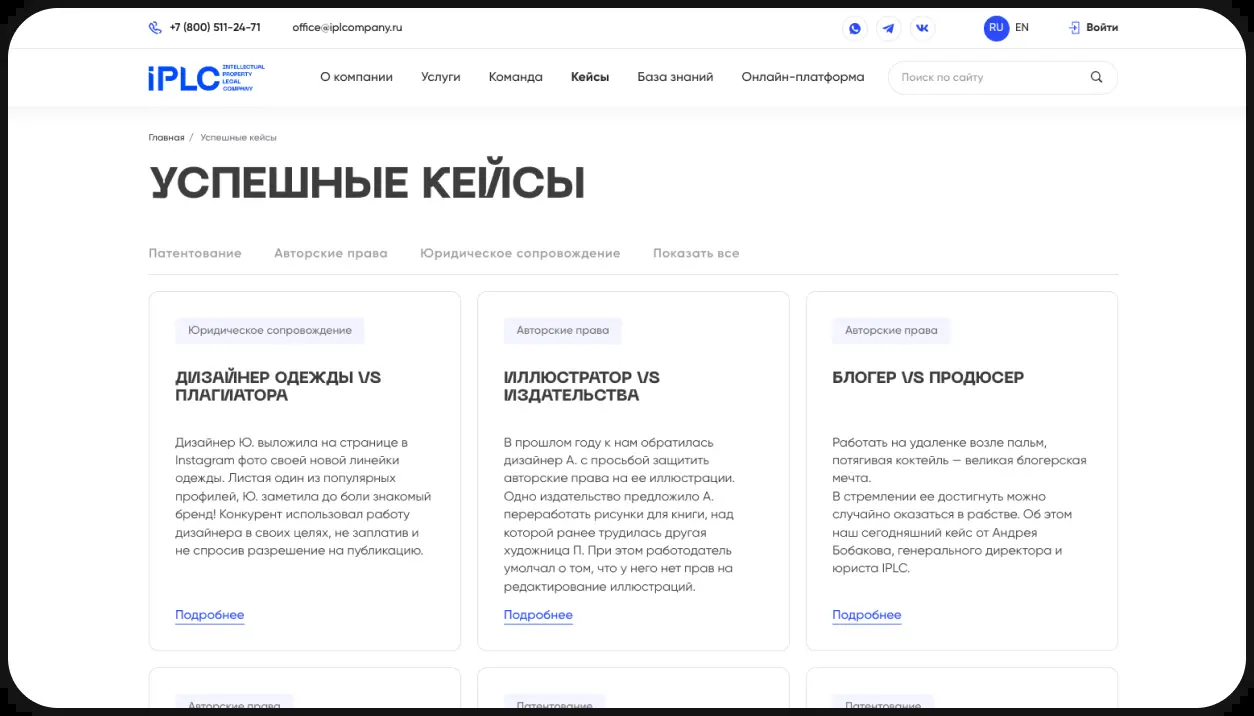 +7 (800) 511-24-71 office@iplcompany.ru RU EN Войти
iPLC INTELLECTUAL
PROPERTY
LEGAL
COMPANY
О компании Услуги Команда Кейсы База знаний Онлайн-платформа Поиск по сайту
Главная / Успешные кейсы
УСПЕШНЫЕ КЕЙСЫ
Патентование Авторские права Юридическое сопровождение Показать все
Юридическое сопровождение
ДИЗАЙНЕР ОДЕЖДЫ VS
ПЛАГИАТОРА
Дизайнер Ю. выложила на странице в
Instagram фото своей новой линейки
одежды. Листая один из популярных
профилей, Ю. заметила до боли знакомый
бренд! Конкурент использовал работу
дизайнера в своих целях, не заплатив и
не спросив разрешение на публикацию.
Подробнее
Авторские права
ИЛЛЮСТРАТОР VS
ИЗДАТЕЛЬСТВА
В прошлом году к нам обратилась
дизайнер А. с просьбой защитить
авторские права на ее иллюстрации.
Одно издательство предложило А.
переработать рисунки для книги, над
которой ранее трудилась другая
художница П. При этом работодатель
умолчал о том, что у него нет прав на
редактирование иллюстраций.
Подробнее
Авторские права
БЛОГЕР VS ПРОДЮСЕР
Работать на удаленке возле пальм,
потягивая коктейль — великая блогерская
мечта.
В стремлении ее достигнуть можно
случайно оказаться в рабстве. Об этом
наш сегодняшний кейс от Андрея
Бобакова, генерального директора и
юриста IPLC.
Подробнее
Авторские права
Патентование
Патентование